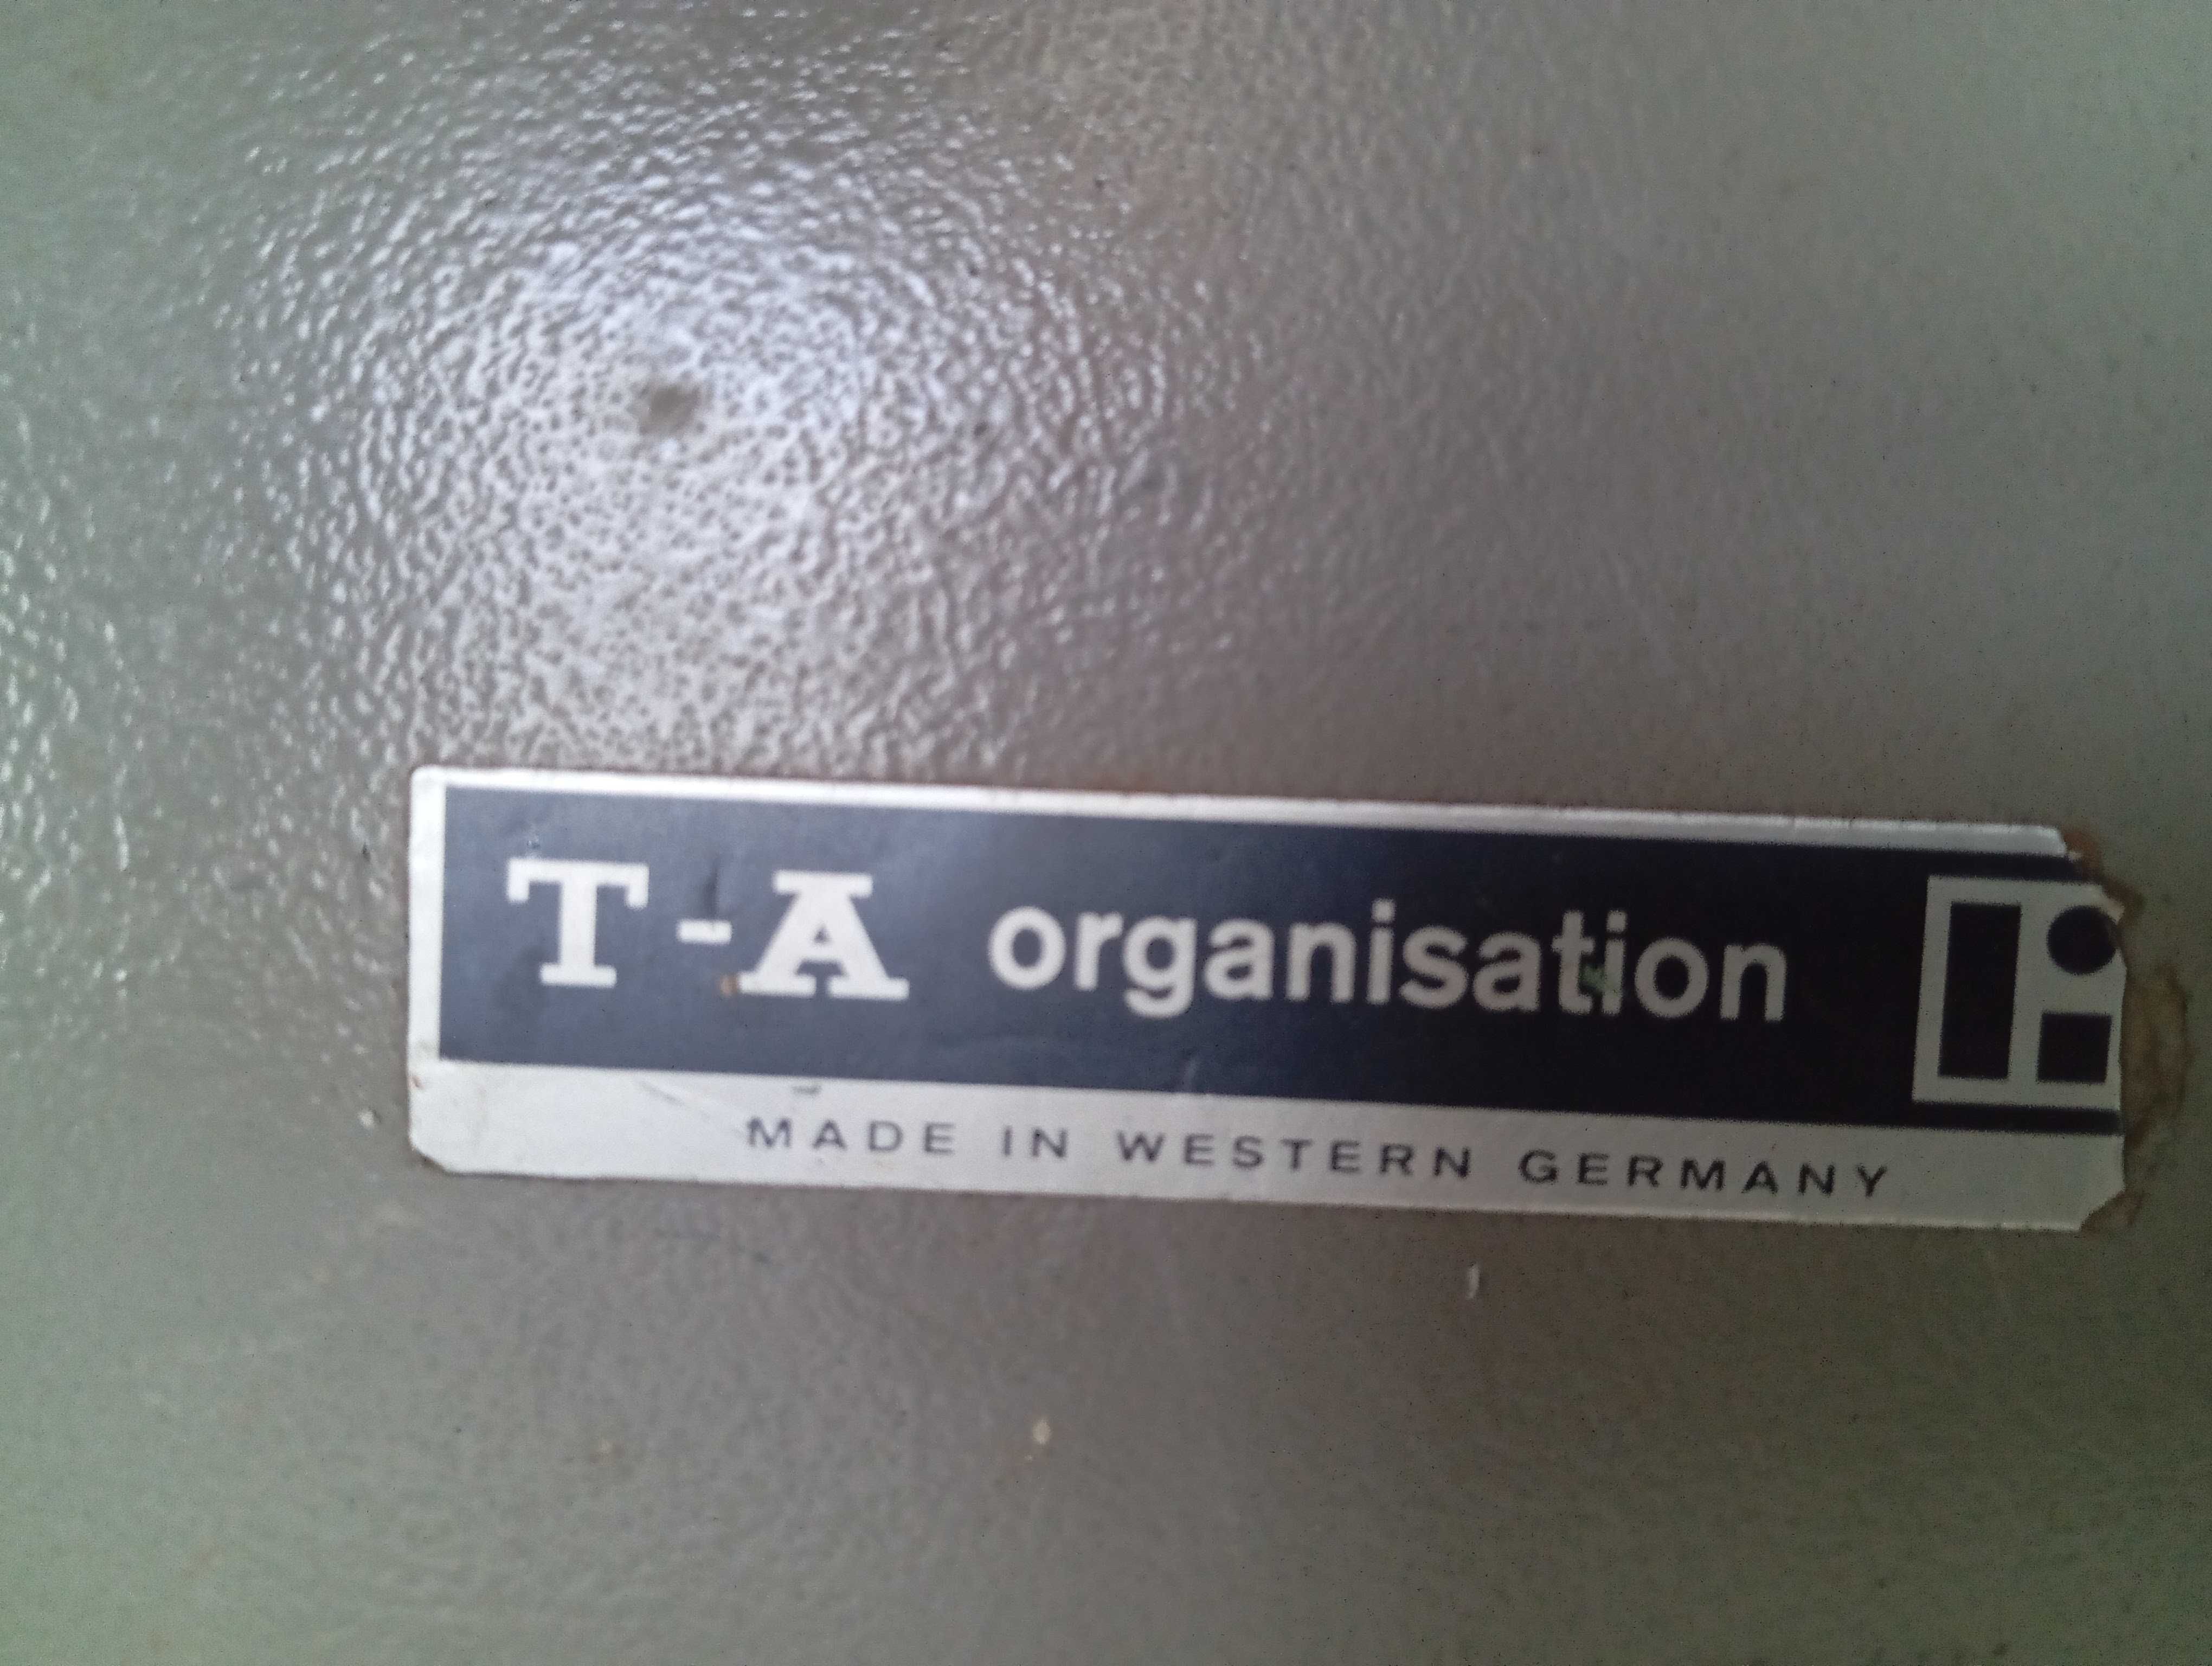 T-A organisation
MADE IN WESTERN GERMANY